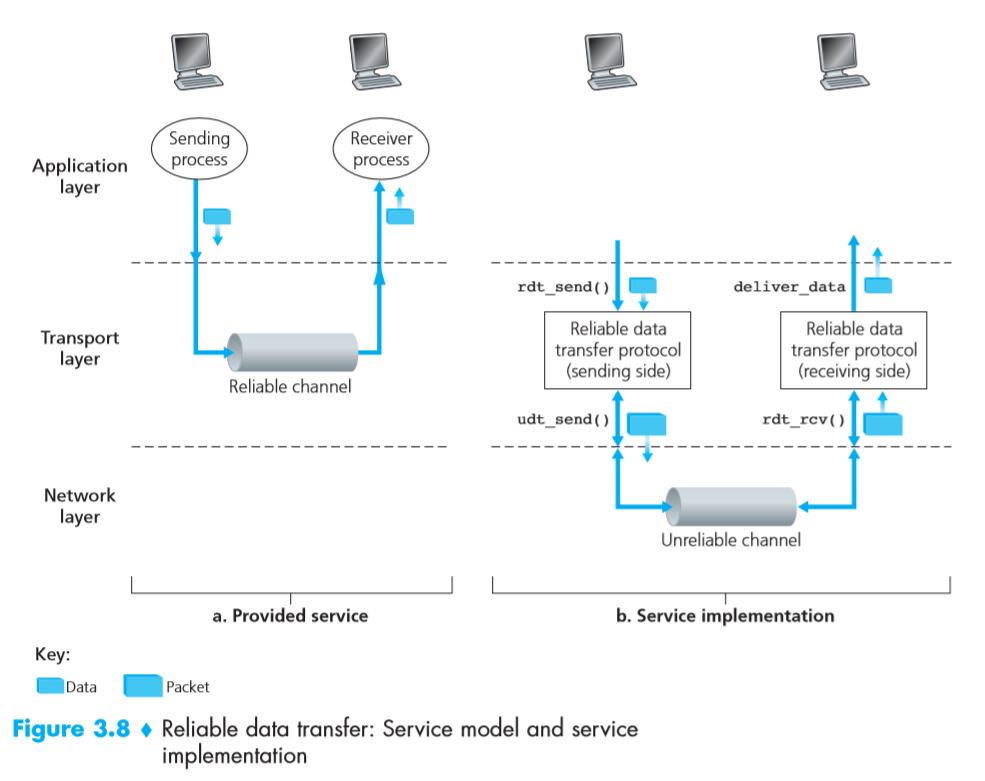 Sending
process
Receiver
process
Application
layer
rdt_send()
deliver_data
Transport
layer
Reliable channel
Reliable data
transfer protocol
(sending side)
Reliable data
transfer protocol
(receiving side)
udt_send()
rdt_rcv()
Network
layer
Unreliable channel
a. Provided service
b. Service implementation
Key:
Data
Packet
Figure 3.8 ♦ Reliable data transfer: Service model and service
implementation